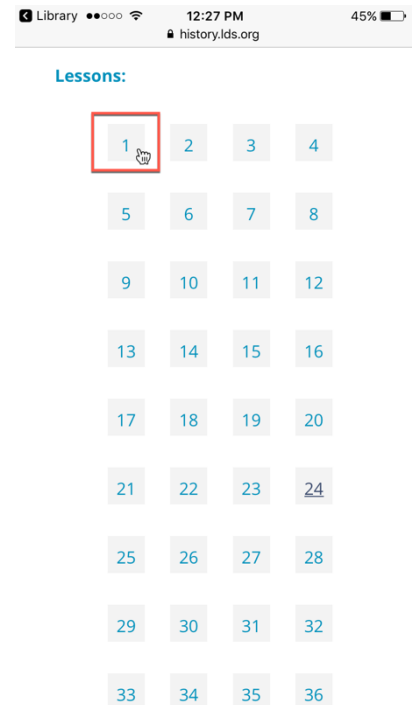 Library 12:27 PM 45%
history.lds.org
Lessons:
1 2 3 4
5 6 7 8
9 10 11 12
13 14 15 16
17 18 19 20
21 22 23 24
25 26 27 28
29 30 31 32
33 34 35 36